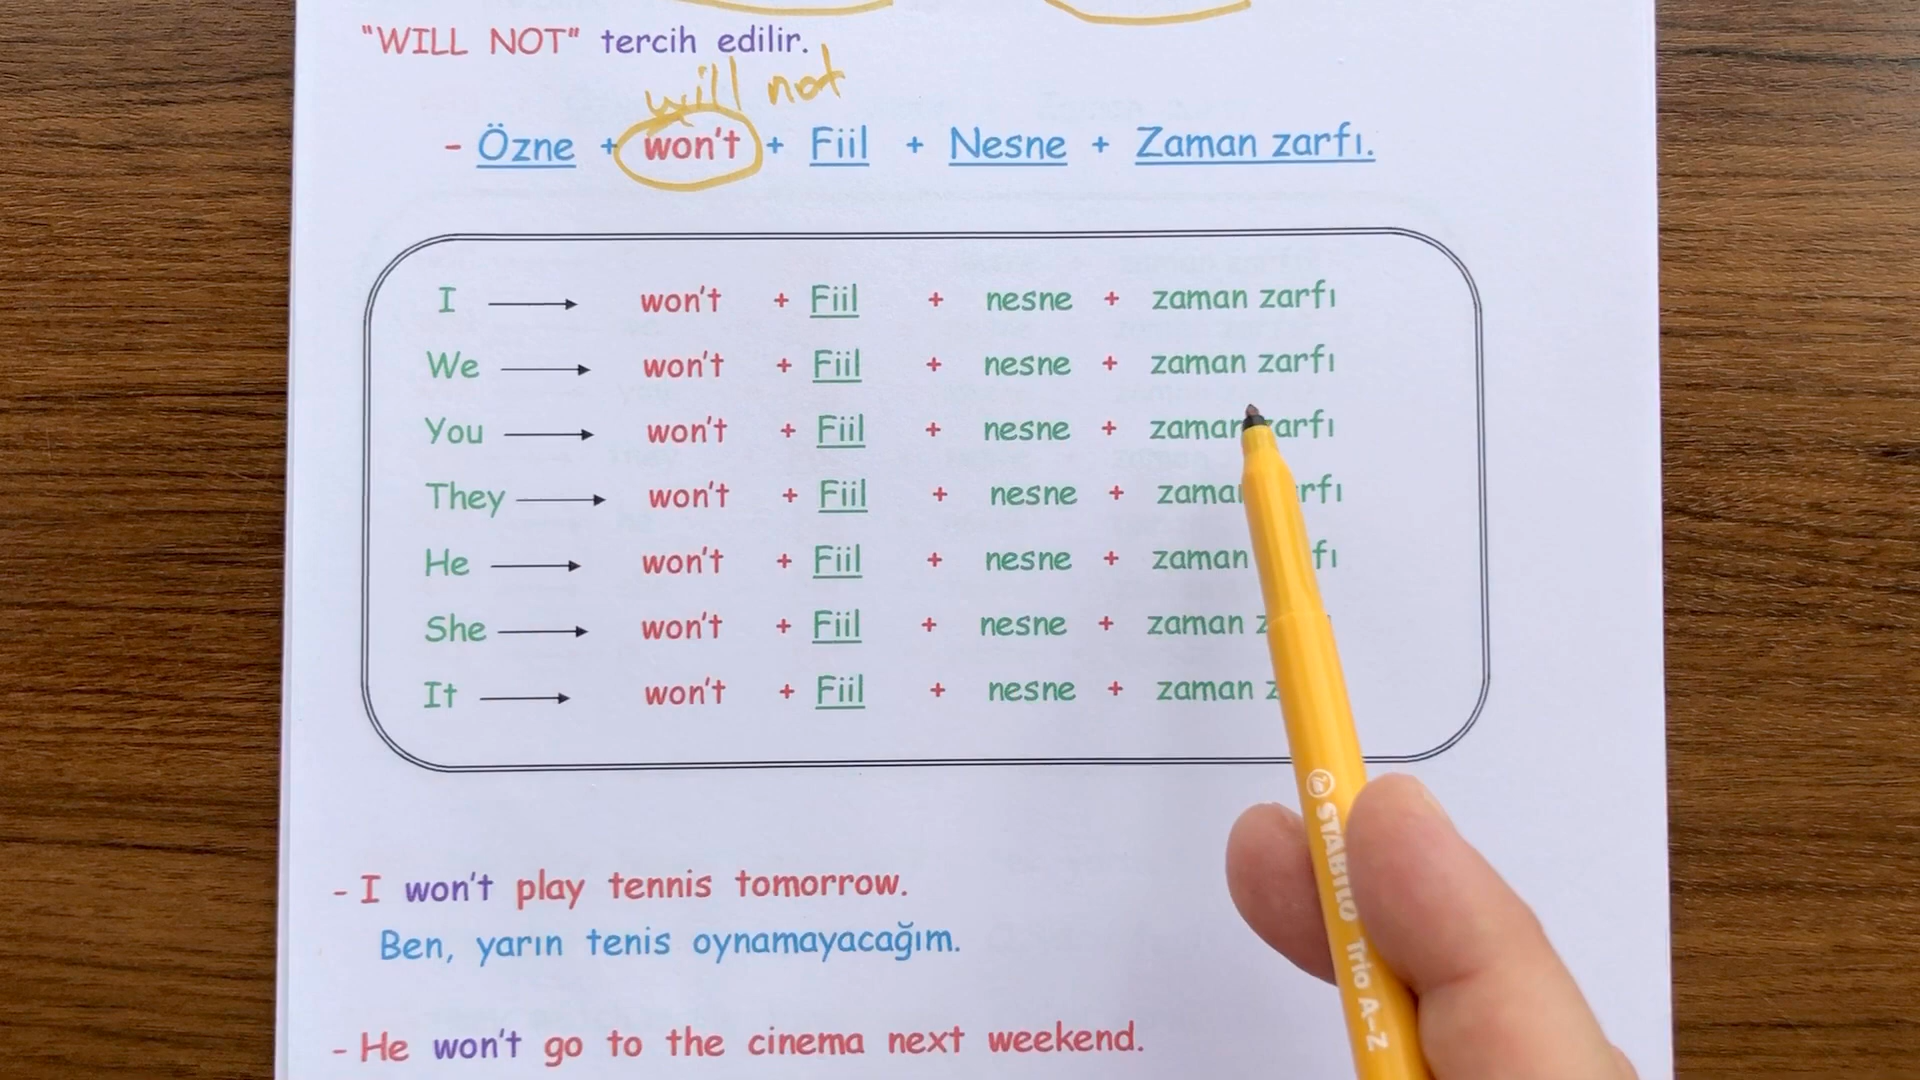 "WILL NOT" tercih edilir.
will not
- Özne + won't + Fiil + Nesne + Zaman zarfı.
I won't + Fiil + nesne + zaman zarfı
We won't + Fiil + nesne + zaman zarfı
You won't + Fiil + nesne + zaman zarfı
They won't + Fiil + nesne +
He won't + Fiil + nesne + zaman
She won't + Fiil + nesne + zaman
It won't + Fiil + nesne + zaman
- I won't play tennis tomorrow.
Ben, yarın tenis oynamayacağım.
- He won't go to the cinema next weekend.
STABILO Trio A-Z